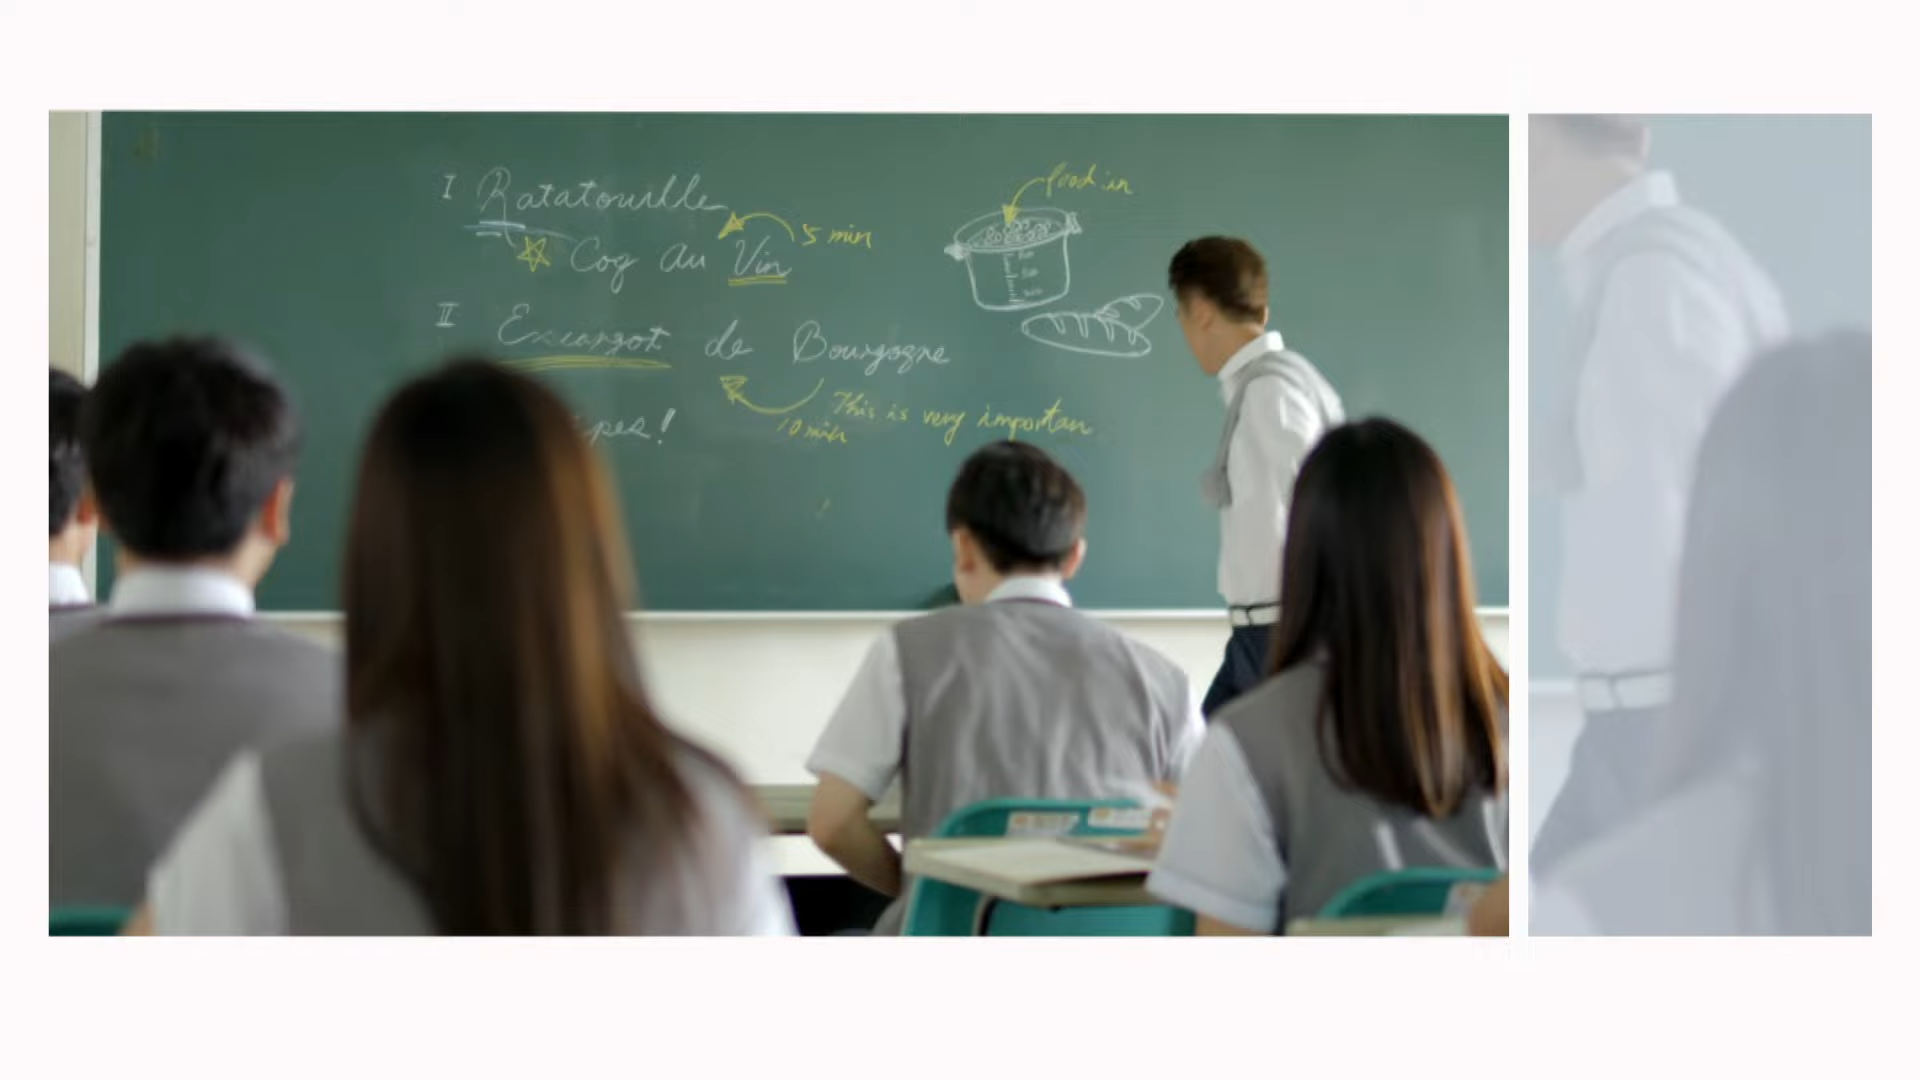 I Ratatouille
Coq au Vin
5 min
food in
II Escargot de Bourgogne
This is very importan
10 min